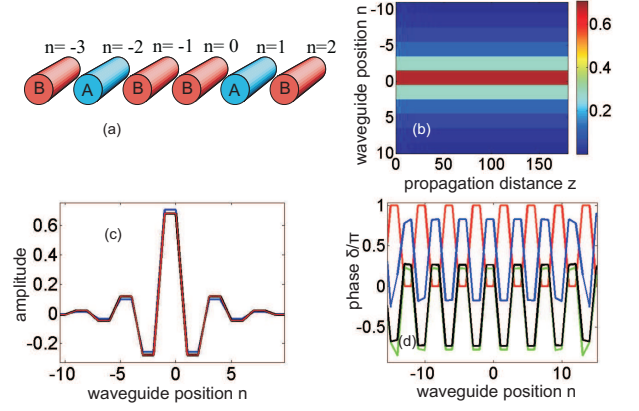 n= -3 n= -2 n= -1 n= 0 n=1 n= 2
B A B B A B
(a)
waveguide position n
-10
-5
0
5
10
(b)
0 50 100 150
propagation distance z
0.6
0.4
0.2
amplitude
0.6
0.4
0.2
0
-0.2
(c)
-10 -5 0 5
waveguide position n
phase δ/π
1
0.5
0
-0.5
(d)
-15 0 15
waveguide position n